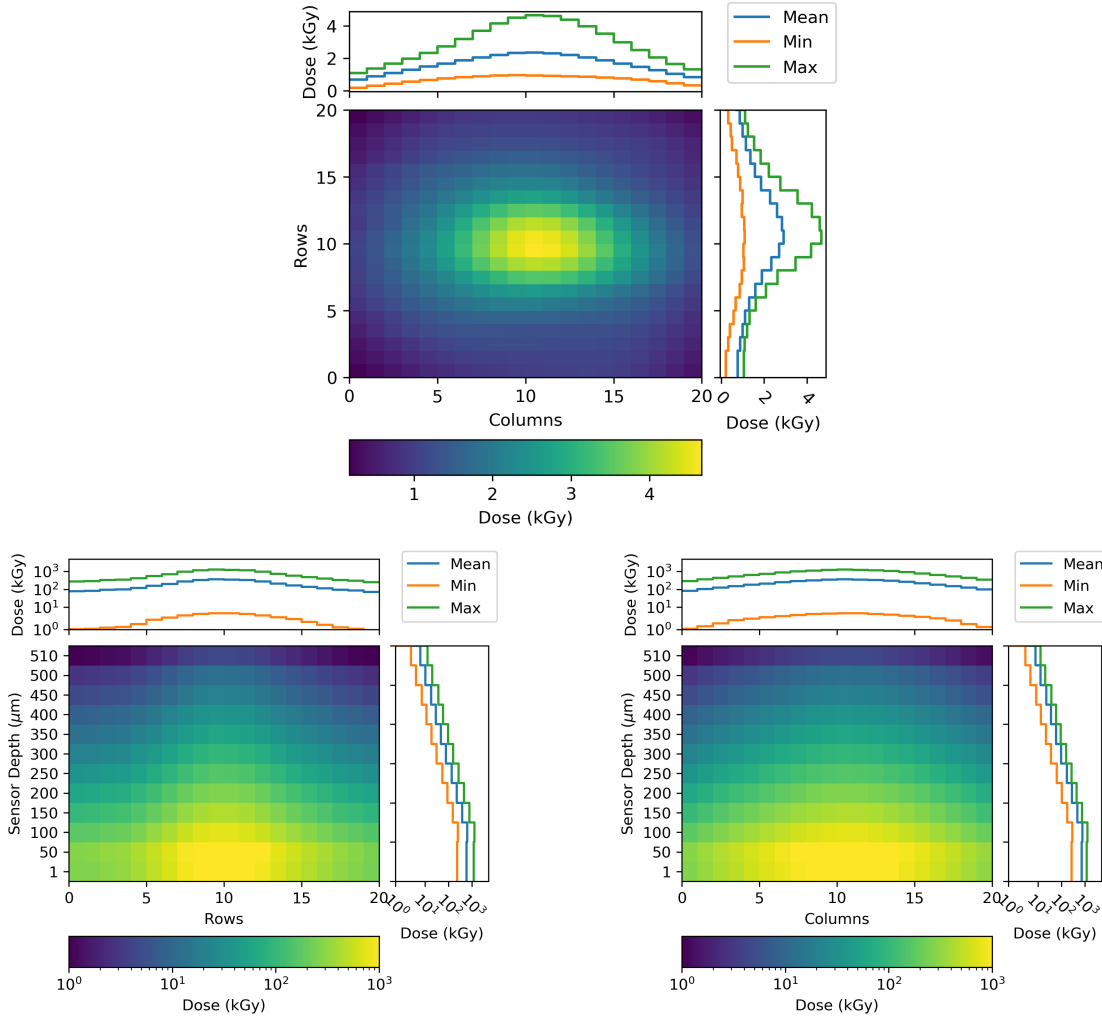 Dose (kGy)
4
2
0
Mean
Min
Max
Rows
20
15
10
5
0
0 5 10 15 20
Columns
0 2 4
Dose (kGy)
1 2 3 4
Dose (kGy)
Dose (kGy)
10³
10²
10¹
10⁰
Mean
Min
Max
Sensor Depth (μm)
510
500
450
400
350
300
250
200
150
100
50
1
0 5 10 15 20
Rows
10⁰ 10¹ 10² 10³
Dose (kGy)
10⁰ 10¹ 10² 10³
Dose (kGy)
Dose (kGy)
10³
10²
10¹
10⁰
Mean
Min
Max
Sensor Depth (μm)
510
500
450
400
350
300
250
200
150
100
50
1
0 5 10 15 20
Columns
10⁰ 10¹ 10² 10³
Dose (kGy)
10⁰ 10¹ 10² 10³
Dose (kGy)